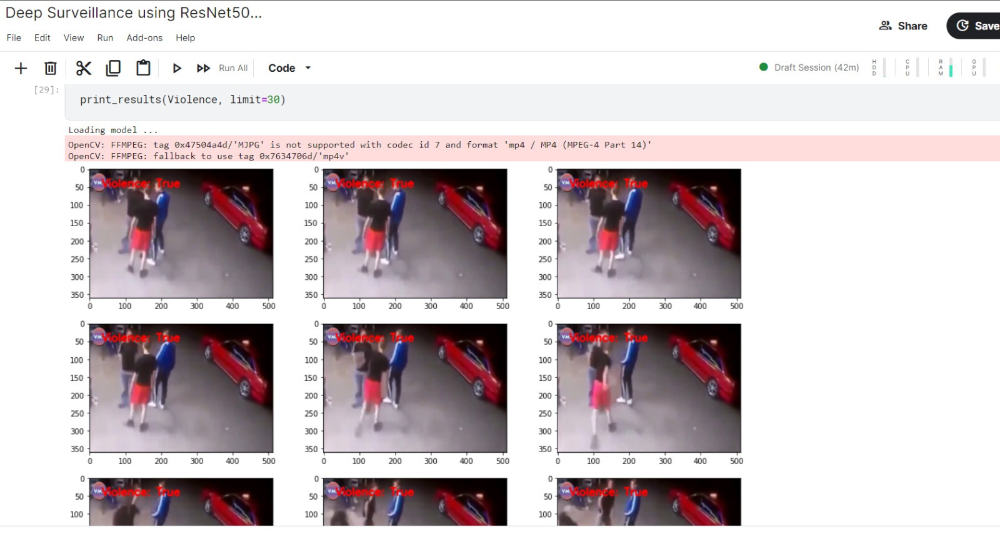 Deep Surveillance using ResNet50...
File Edit View Run Add-ons Help
Share
Save
Run All
Code
Draft Session (42m)
HDD
CPU
RAM
GPU
[29]:
print_results(Violence, limit=30)
Loading model ...
OpenCV: FFMPEG: tag 0x47504a4d/'MJPG' is not supported with codec id 7 and format 'mp4 / MP4 (MPEG-4 Part 14)'
OpenCV: FFMPEG: fallback to use tag 0x7634706d/'mp4v'
VM Violence: True
0
50
100
150
200
250
300
350
0 100 200 300 400 500
VM Violence: True
0
50
100
150
200
250
300
350
0 100 200 300 400 500
VM Violence: True
0
50
100
150
200
250
300
350
0 100 200 300 400 500
VM Violence: True
0
50
100
150
200
250
300
350
0 100 200 300 400 500
VM Violence: True
0
50
100
150
200
250
300
350
0 100 200 300 400 500
VM Violence: True
0
50
100
150
200
250
300
350
0 100 200 300 400 500
VM Violence: True
0
50
100
VM Violence: True
0
50
100
VM Violence: True
0
50
100